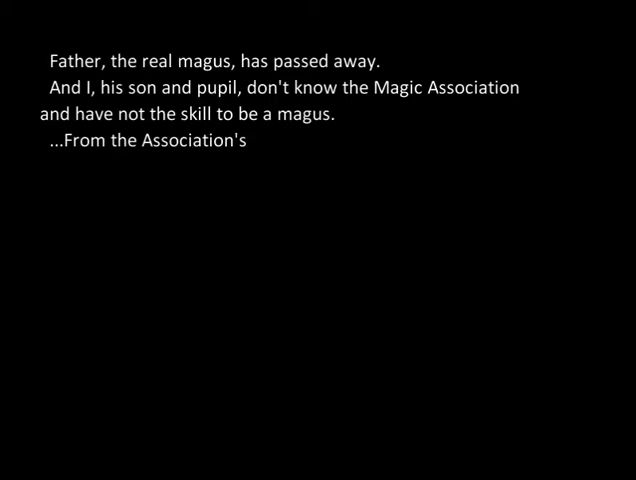 Father, the real magus, has passed away.
And I, his son and pupil, don't know the Magic Association
and have not the skill to be a magus.
...From the Association's